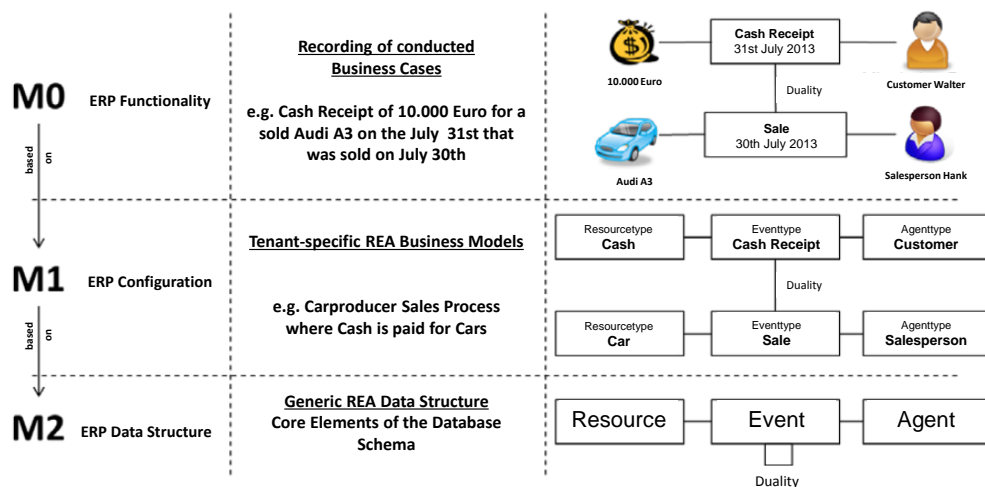 M0
ERP Functionality
Recording of conducted
Business Cases
e.g. Cash Receipt of 10.000 Euro for a
sold Audi A3 on the July 31st that
was sold on July 30th
10.000 Euro
Cash Receipt
31st July 2013
Customer Walter
Duality
Audi A3
Sale
30th July 2013
Salesperson Hank
based
on
M1
ERP Configuration
Tenant-specific REA Business Models
e.g. Carproducer Sales Process
where Cash is paid for Cars
Resourcetype
Cash
Eventtype
Cash Receipt
Agenttype
Customer
Duality
Resourcetype
Car
Eventtype
Sale
Agenttype
Salesperson
based
on
M2
ERP Data Structure
Generic REA Data Structure
Core Elements of the Database
Schema
Resource
Event
Agent
Duality